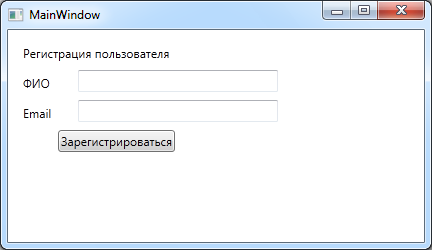 MainWindow
Регистрация пользователя
ФИО
Email
Зарегистрироваться